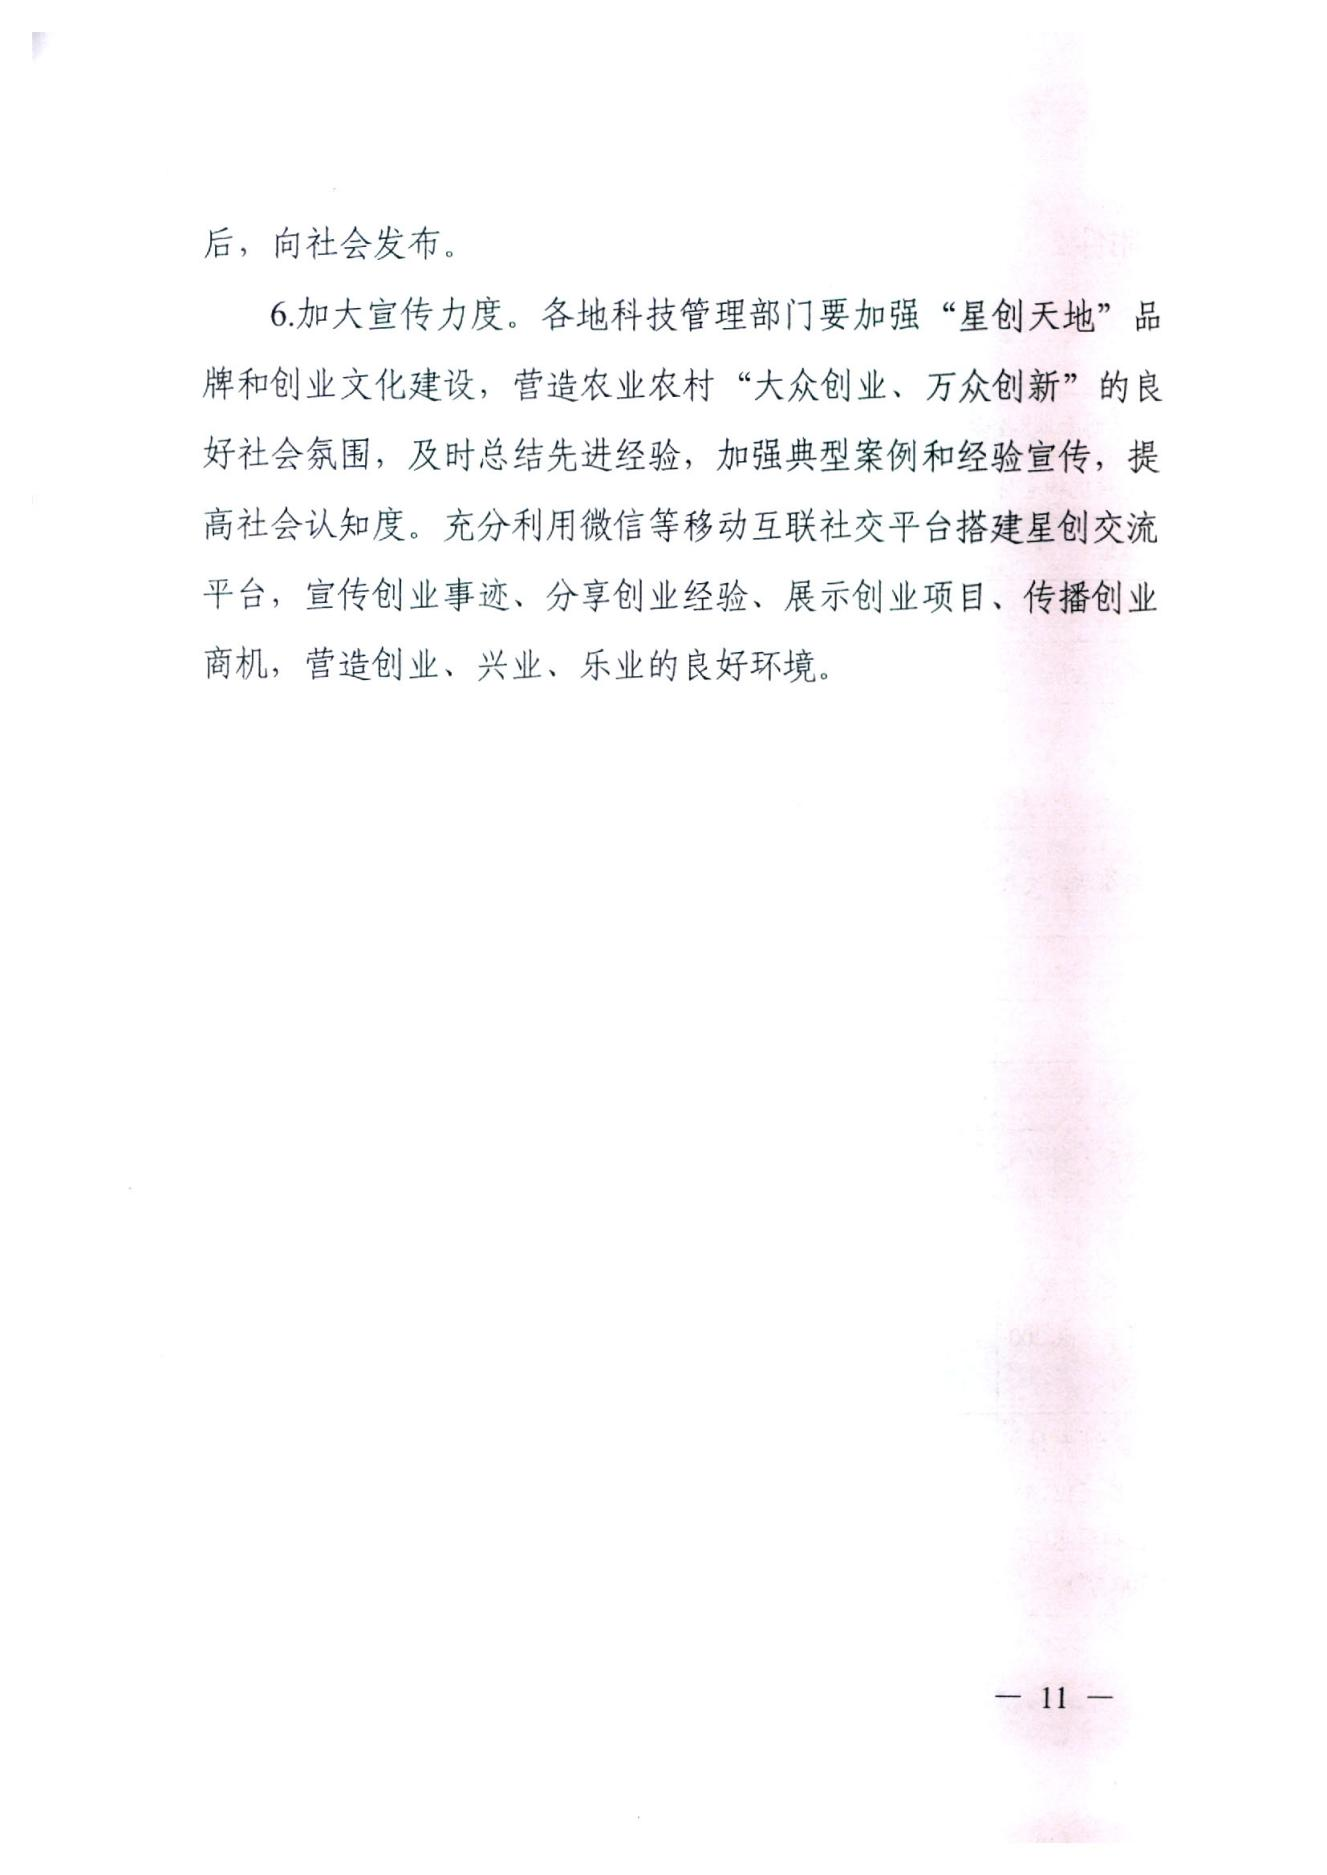 后，向社会发布。
6.加大宣传力度。各地科技管理部门要加强“星创天地”品
牌和创业文化建设，营造农业农村“大众创业、万众创新”的良
好社会氛围，及时总结先进经验，加强典型案例和经验宣传，提
高社会认知度。充分利用微信等移动互联社交平台搭建星创交流
平台，宣传创业事迹、分享创业经验、展示创业项目、传播创业
商机，营造创业、兴业、乐业的良好环境。
— 11 —